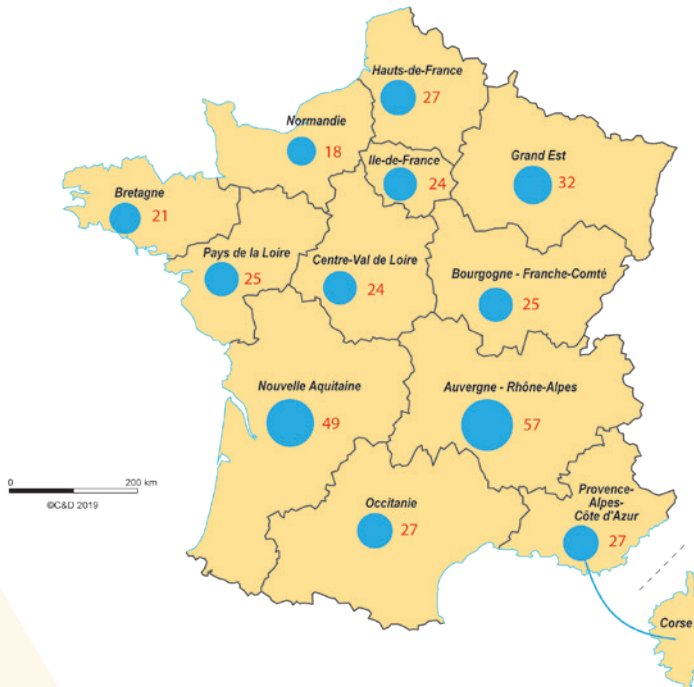 Hauts-de-France
27
Normandie
18
Ile-de-France
24
Grand Est
32
Bretagne
21
Pays de la Loire
25
Centre-Val de Loire
24
Bourgogne - Franche-Comté
25
Nouvelle Aquitaine
49
Auvergne - Rhône-Alpes
57
0 200 km
©C&D 2019
Occitanie
27
Provence-
Alpes-
Côte d'Azur
27
Corse